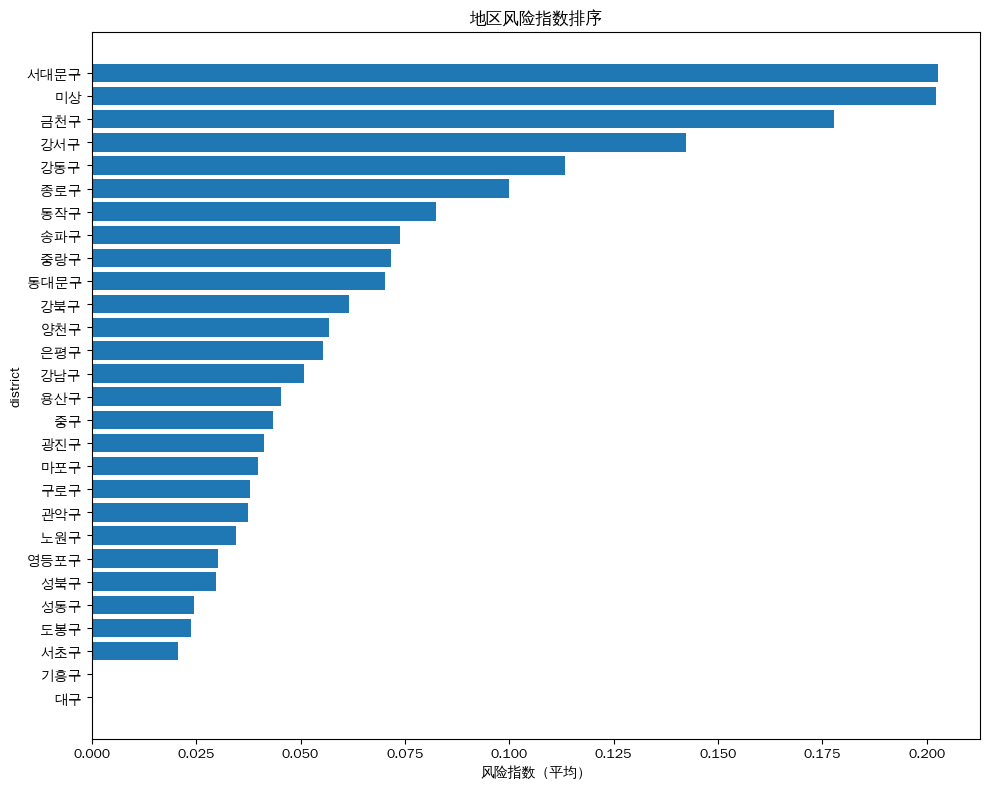 地区风险指数排序
district
서대문구
미상
금천구
강서구
강동구
종로구
동작구
송파구
중랑구
동대문구
강북구
양천구
은평구
강남구
용산구
중구
광진구
마포구
구로구
관악구
노원구
영등포구
성북구
성동구
도봉구
서초구
기흥구
대구
0.000 0.025 0.050 0.075 0.100 0.125 0.150 0.175 0.200
风险指数（平均）